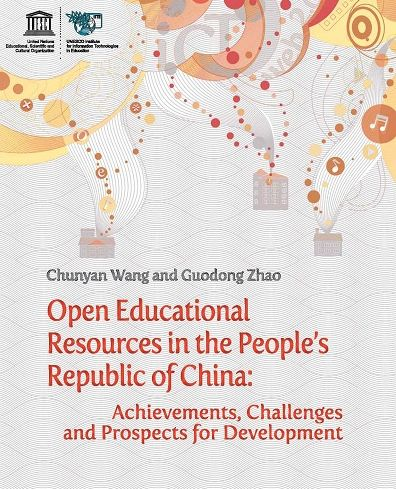 United Nations
Educational, Scientific and
Cultural Organization
UNESCO Institute
for Information Technologies
in Education
iCT
Chunyan Wang and Guodong Zhao
Open Educational
Resources in the People's
Republic of China:
Achievements, Challenges
and Prospects for Development